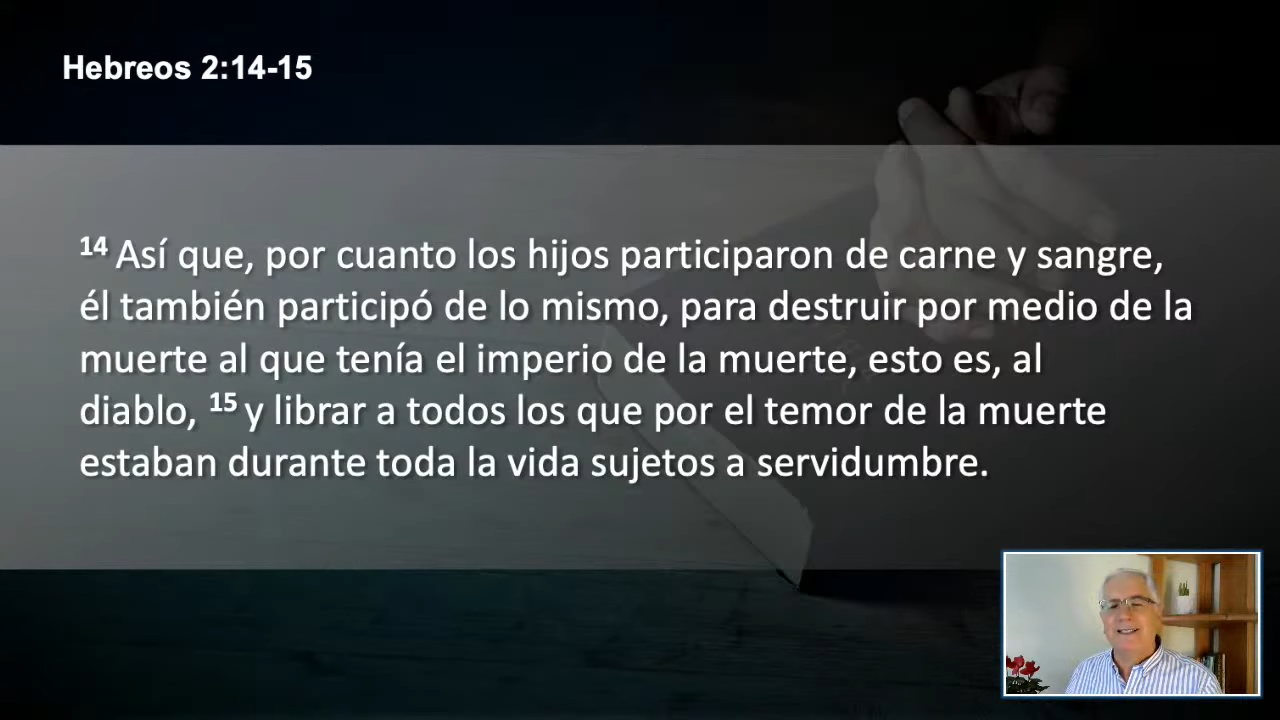 Hebreos 2:14-15
14 Así que, por cuanto los hijos participaron de carne y sangre,
él también participó de lo mismo, para destruir por medio de la
muerte al que tenía el imperio de la muerte, esto es, al
diablo, 15 y librar a todos los que por el temor de la muerte
estaban durante toda la vida sujetos a servidumbre.